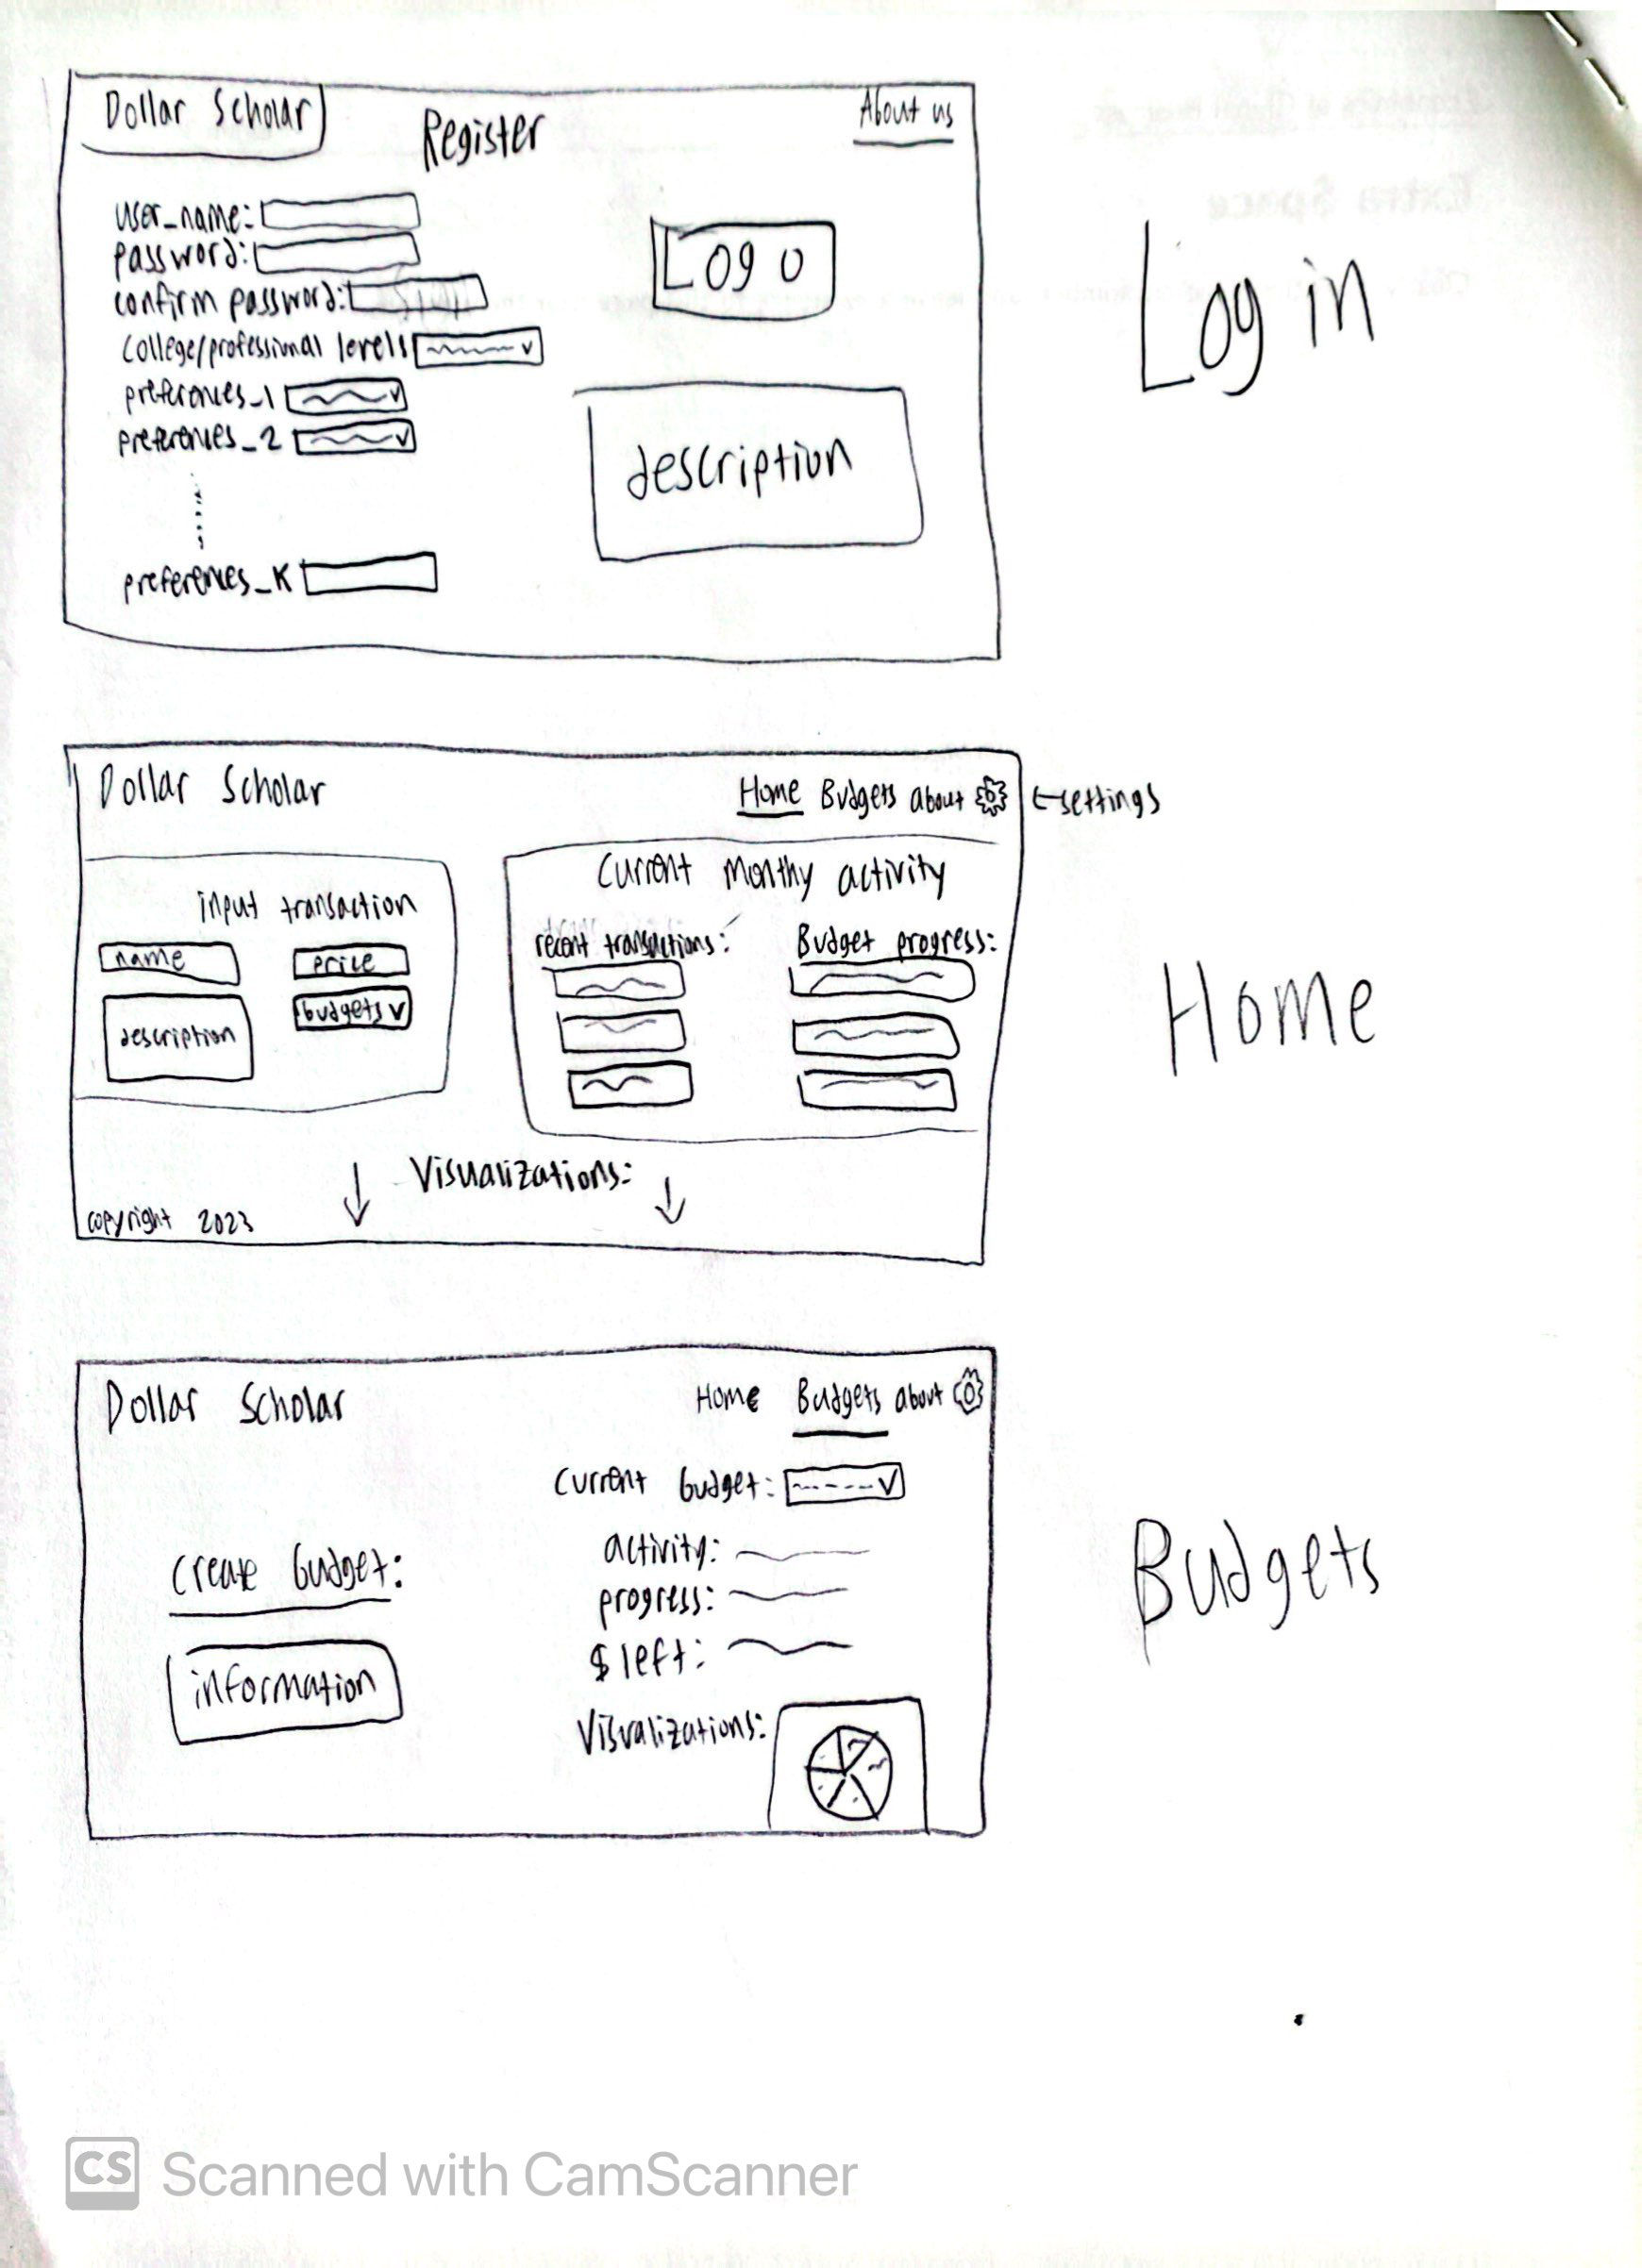 Dollar Scholar
Register
About us
user_name:
password:
confirm password:
College/professional levels
preferences_1
preferences_2
preferences_K
Logo
description
Log in
Dollar Scholar
Home Budgets about
←settings
input transaction
name
price
description
budgets
Current Monthy activity
recent transactions:
Budget progress:
Visualizations:
copyright 2023
Home
Dollar Scholar
Home Budgets about
create budget:
information
Current budget:
activity:
progress:
$ left:
Visualizations:
Budgets
CS Scanned with CamScanner